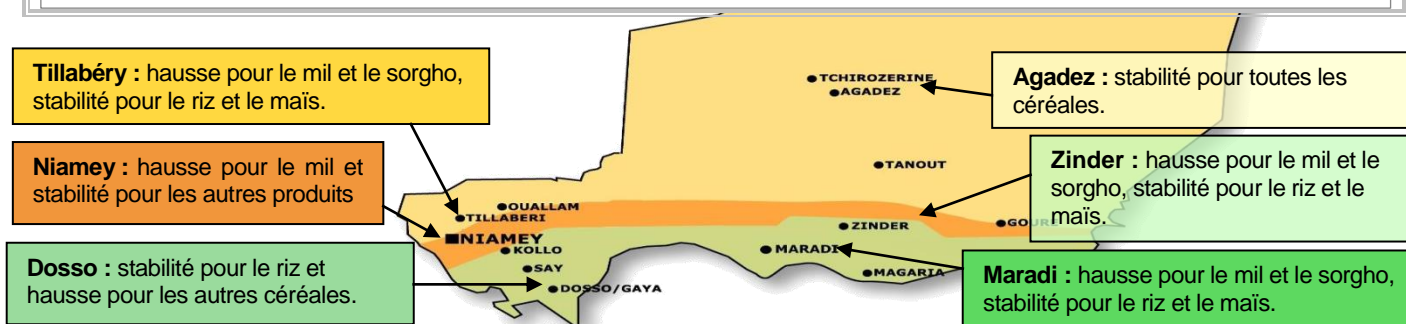 Tillabéry : hausse pour le mil et le sorgho,
stabilité pour le riz et le maïs.
Niamey : hausse pour le mil et
stabilité pour les autres produits
Dosso : stabilité pour le riz et
hausse pour les autres céréales.
Agadez : stabilité pour toutes les
céréales.
Zinder : hausse pour le mil et le
sorgho, stabilité pour le riz et le
maïs.
Maradi : hausse pour le mil et le sorgho,
stabilité pour le riz et le maïs.
TCHIROZERINE
AGADEZ
TANOUT
OUALLAM
TILLABERI
NIAMEY
KOLLO
SAY
DOSSO/GAYA
ZINDER
GOURE
MARADI
MAGARIA